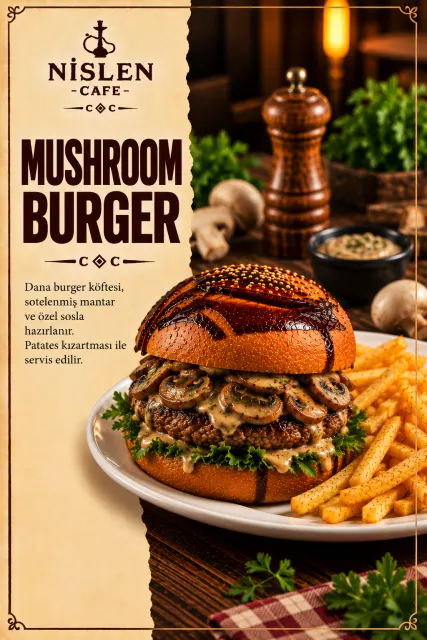 NİSLEN
-CAFE-
C C
MUSHROOM
BURGER
C C
Dana burger köftesi,
sotelenmiş mantar
ve özel sosla
hazırlanır.
Patates kızartması ile
servis edilir.